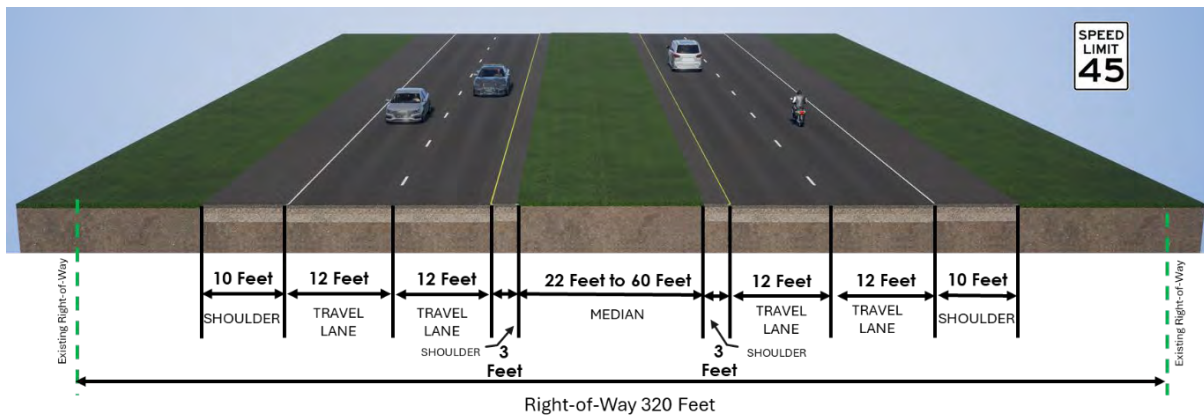 SPEED
LIMIT
45
Existing Right-of-Way
10 Feet
SHOULDER
12 Feet
TRAVEL
LANE
12 Feet
TRAVEL
LANE
SHOULDER
3
Feet
22 Feet to 60 Feet
MEDIAN
3
Feet
SHOULDER
12 Feet
TRAVEL
LANE
12 Feet
TRAVEL
LANE
10 Feet
SHOULDER
Existing Right-of-Way
Right-of-Way 320 Feet